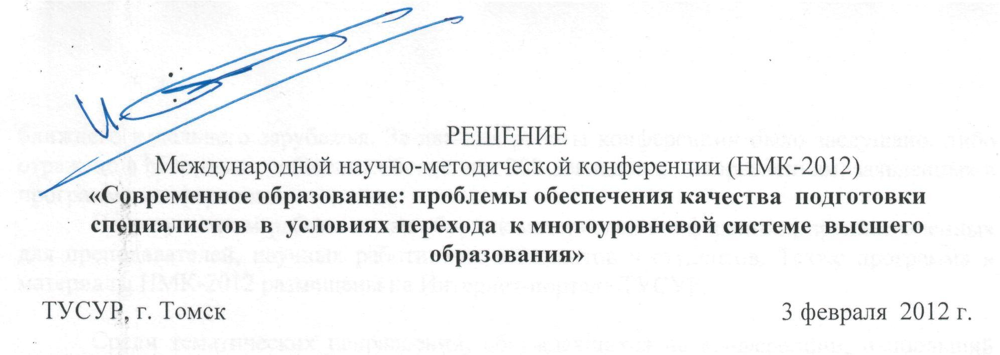 РЕШЕНИЕ
Международной научно-методической конференции (НМК-2012)
«Современное образование: проблемы обеспечения качества подготовки
специалистов в условиях перехода к многоуровневой системе высшего
образования»
ТУСУР, г. Томск 3 февраля 2012 г.